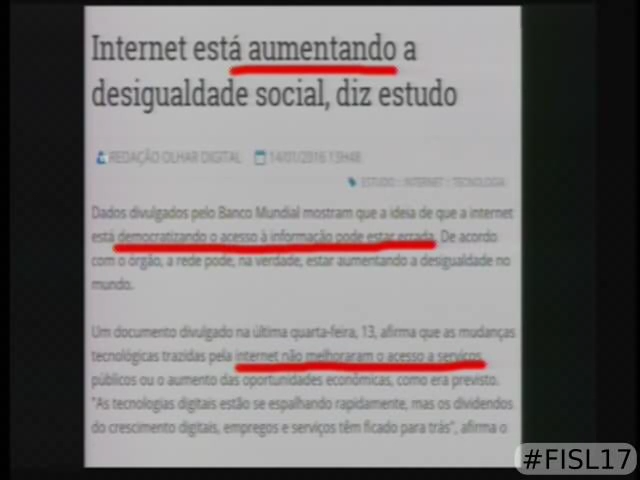 Internet está aumentando a
desigualdade social, diz estudo
REDAÇÃO OLHAR DIGITAL 14/01/2016 13H48
ESTUDO :: INTERNET :: TECNOLOGIA
Dados divulgados pelo Banco Mundial mostram que a ideia de que a internet
está democratizando o acesso à informação pode estar errada. De acordo
com o órgão, a rede pode, na verdade, estar aumentando a desigualdade no
mundo.
Um documento divulgado na última quarta-feira, 13, afirma que as mudanças
tecnológicas trazidas pela internet não melhoraram o acesso a serviços
públicos ou o aumento das oportunidades econômicas, como era previsto.
"As tecnologias digitais estão se espalhando rapidamente, mas os dividendos
do crescimento digitais, empregos e serviços têm ficado para trás", afirma o
#FISL17